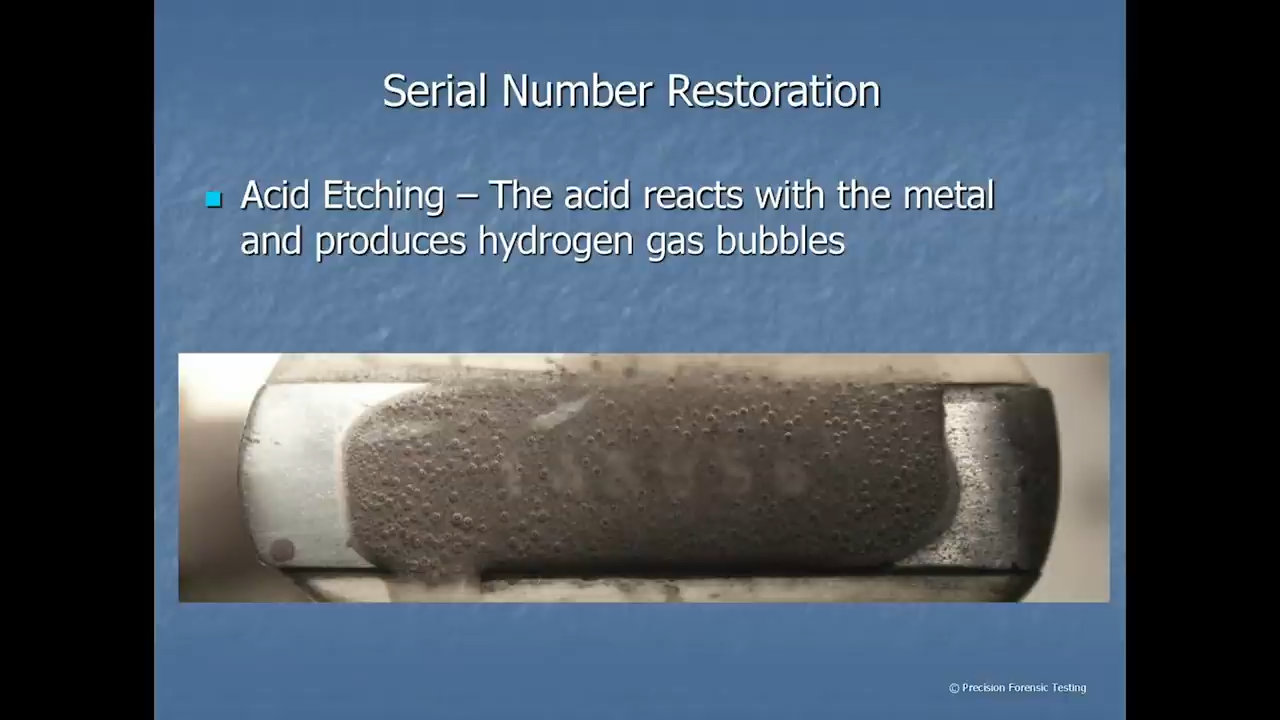 Serial Number Restoration
Acid Etching – The acid reacts with the metal
and produces hydrogen gas bubbles
© Precision Forensic Testing